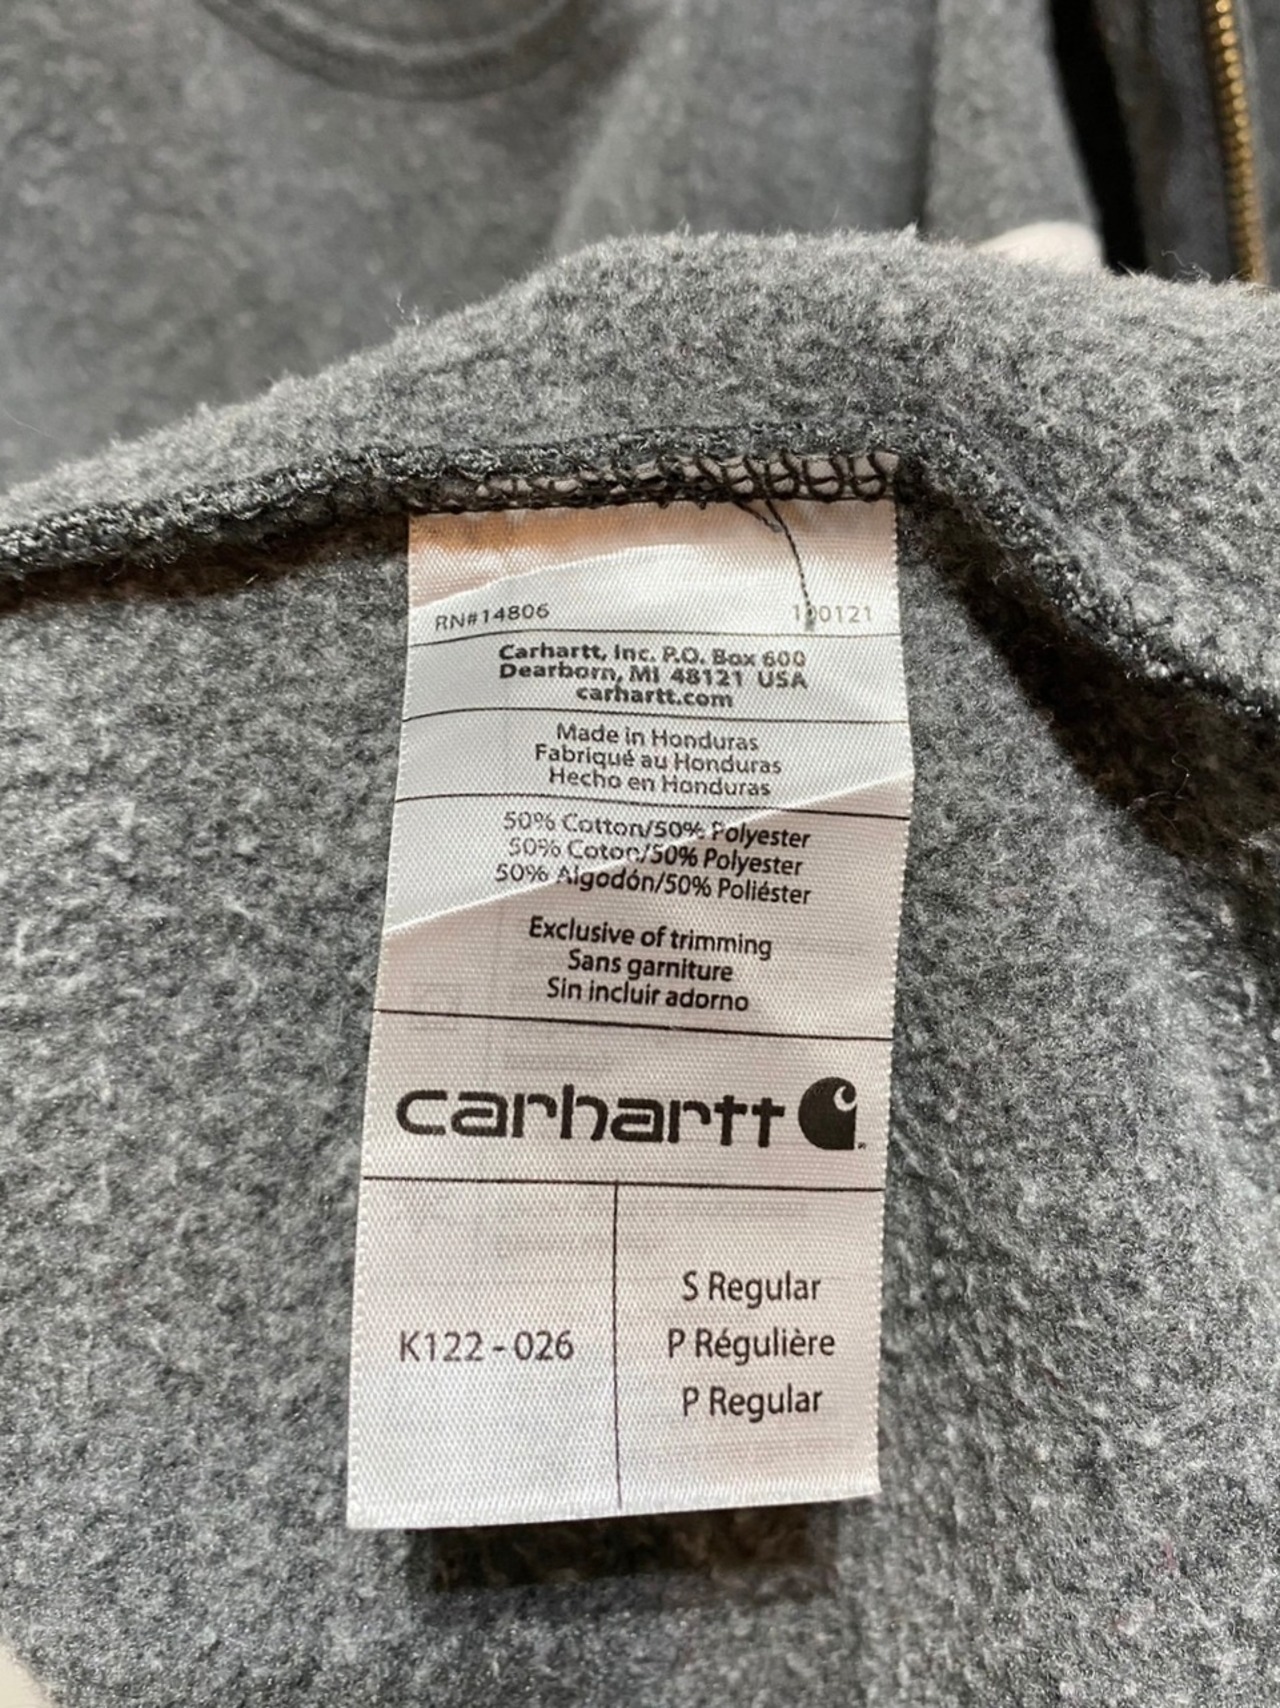 RN#14806 100121
Carhartt, Inc. P.O. Box 600
Dearborn, MI 48121 USA
carhartt.com
Made in Honduras
Fabriqué au Honduras
Hecho en Honduras
50% Cotton/50% Polyester
50% Coton/50% Polyester
50% Algodón/50% Poliéster
Exclusive of trimming
Sans garniture
Sin incluir adorno
carhartt
K122-026
S Regular
P Régulière
P Regular